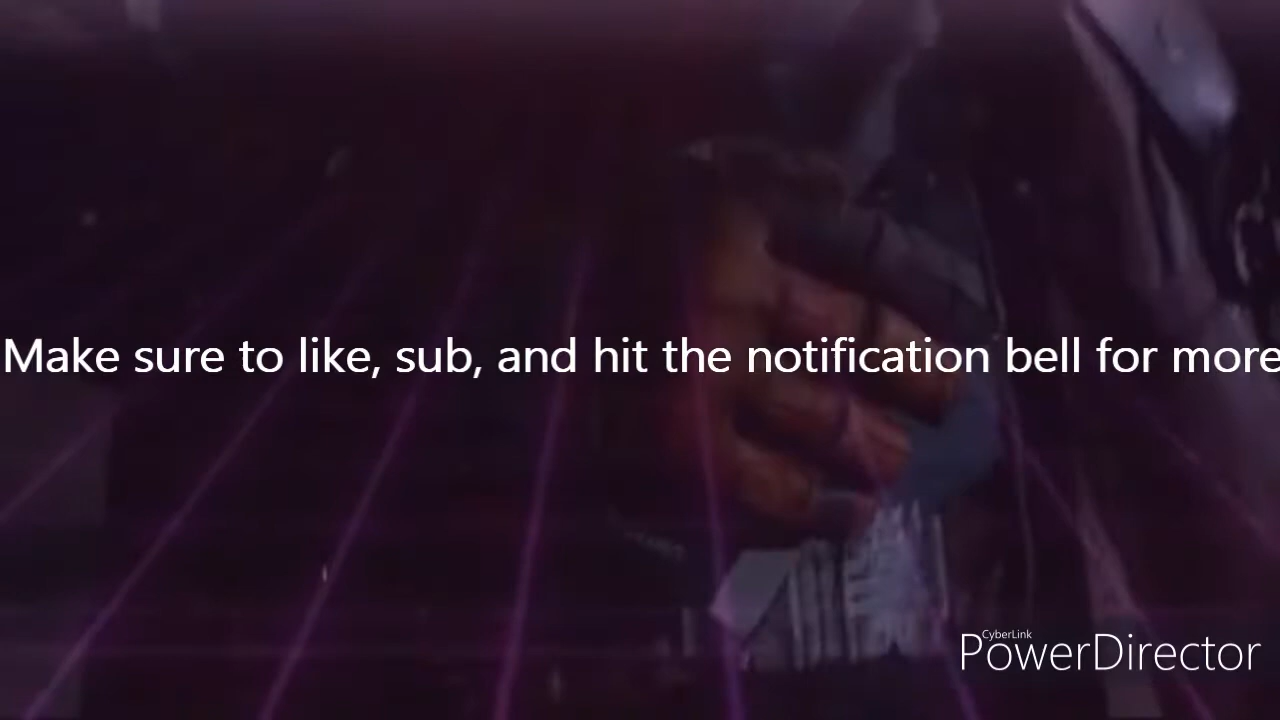 Make sure to like, sub, and hit the notification bell for more
CyberLink
PowerDirector